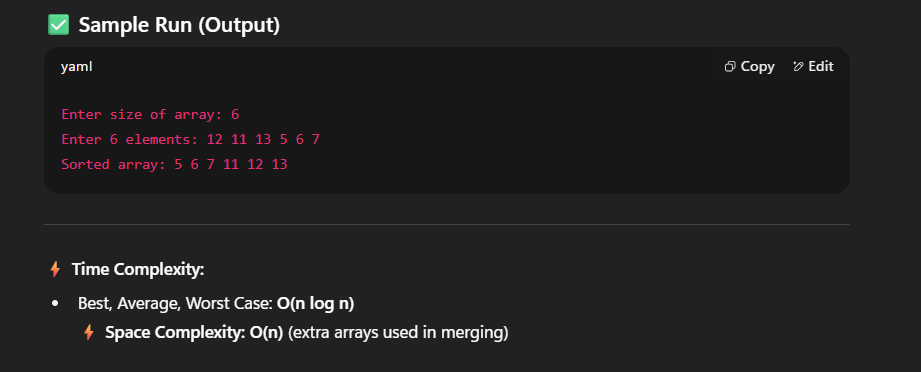 ✅ Sample Run (Output)
yaml
Copy Edit
Enter size of array: 6
Enter 6 elements: 12 11 13 5 6 7
Sorted array: 5 6 7 11 12 13
⚡ Time Complexity:
• Best, Average, Worst Case: O(n log n)
⚡ Space Complexity: O(n) (extra arrays used in merging)